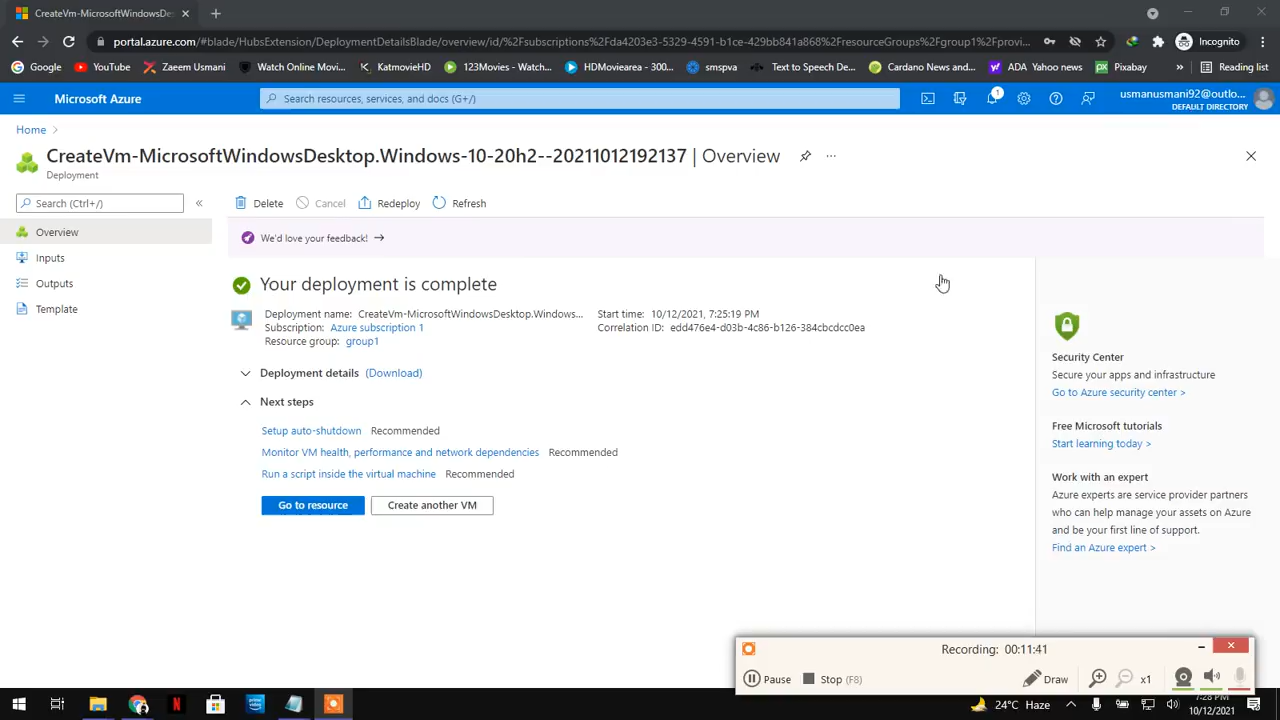 CreateVm-MicrosoftWindowsDes
portal.azure.com/#blade/HubsExtension/DeploymentDetailsBlade/overview/id/%2Fsubscriptions%2Fda4203e3-5329-4591-b1ce-429bb841a868%2FresourceGroups%2Fgroup1%2Fprovi...
Incognito
Google YouTube Zaeem Usmani Watch Online Movi... KatmovieHD 123Movies - Watch... HDMoviearea - 300... smspva Text to Speech De... Cardano News and... ADA Yahoo news Pixabay » Reading list
Microsoft Azure
Search resources, services, and docs (G+/)
1
usmanusmani92@outlo...
DEFAULT DIRECTORY
Home >
CreateVm-MicrosoftWindowsDesktop.Windows-10-20h2--20211012192137 | Overview ...
Deployment
Search (Ctrl+/) «
Delete Cancel Redeploy Refresh
Overview
Inputs
Outputs
Template
We'd love your feedback! →
Your deployment is complete
Deployment name: CreateVm-MicrosoftWindowsDesktop.Windows... Start time: 10/12/2021, 7:25:19 PM
Subscription: Azure subscription 1 Correlation ID: edd476e4-d03b-4c86-b126-384cbcdcc0ea
Resource group: group1
Deployment details (Download)
Next steps
Setup auto-shutdown Recommended
Monitor VM health, performance and network dependencies Recommended
Run a script inside the virtual machine Recommended
Go to resource Create another VM
Security Center
Secure your apps and infrastructure
Go to Azure security center >
Free Microsoft tutorials
Start learning today >
Work with an expert
Azure experts are service provider partners
who can help manage your assets on Azure
and be your first line of support.
Find an Azure expert >
Recording: 00:11:41
Pause Stop (F8) Draw x1
24°C Haze
7:28 PM
10/12/2021